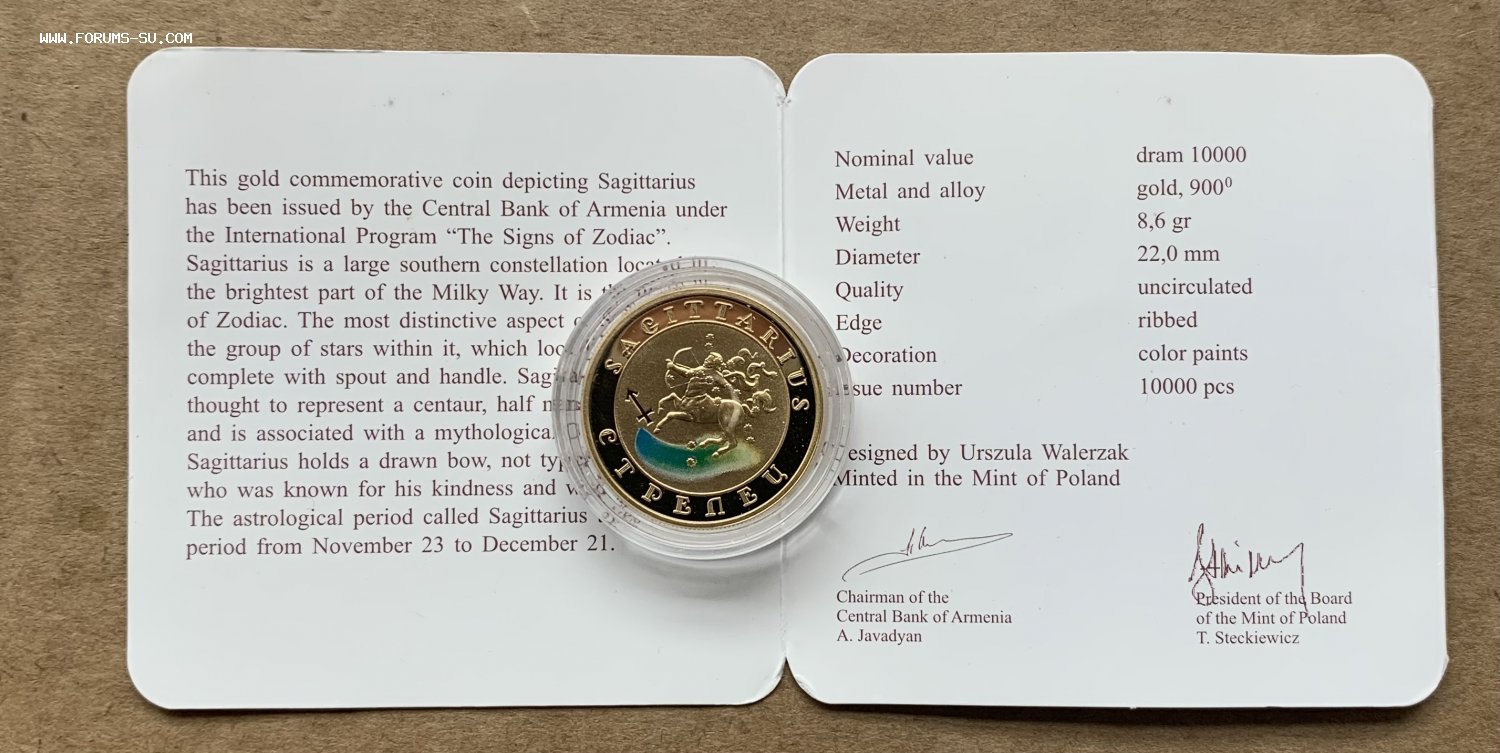 WWW.FORUMS-SU.COM
This gold commemorative coin depicting Sagittarius
has been issued by the Central Bank of Armenia under
the International Program “The Signs of Zodiac”.
Sagittarius is a large southern constellation located in
the brightest part of the Milky Way. It is
of Zodiac. The most distinctive aspect
the group of stars within it, which
complete with spout and handle.
thought to represent a centaur, half
and is associated with a mythological
Sagittarius holds a drawn bow, not
who was known for his kindness and
The astrological period called Sagittarius
period from November 23 to December 21.
SAGITTARIUS
СТРЕЛЕЦ
Nominal value dram 10000
Metal and alloy gold, 900⁰
Weight 8,6 gr
Diameter 22,0 mm
Quality uncirculated
Edge ribbed
Decoration color paints
Issue number 10000 pcs
Designed by Urszula Walerzak
Minted in the Mint of Poland
Chairman of the
Central Bank of Armenia
A. Javadyan
President of the Board
of the Mint of Poland
T. Steckiewicz